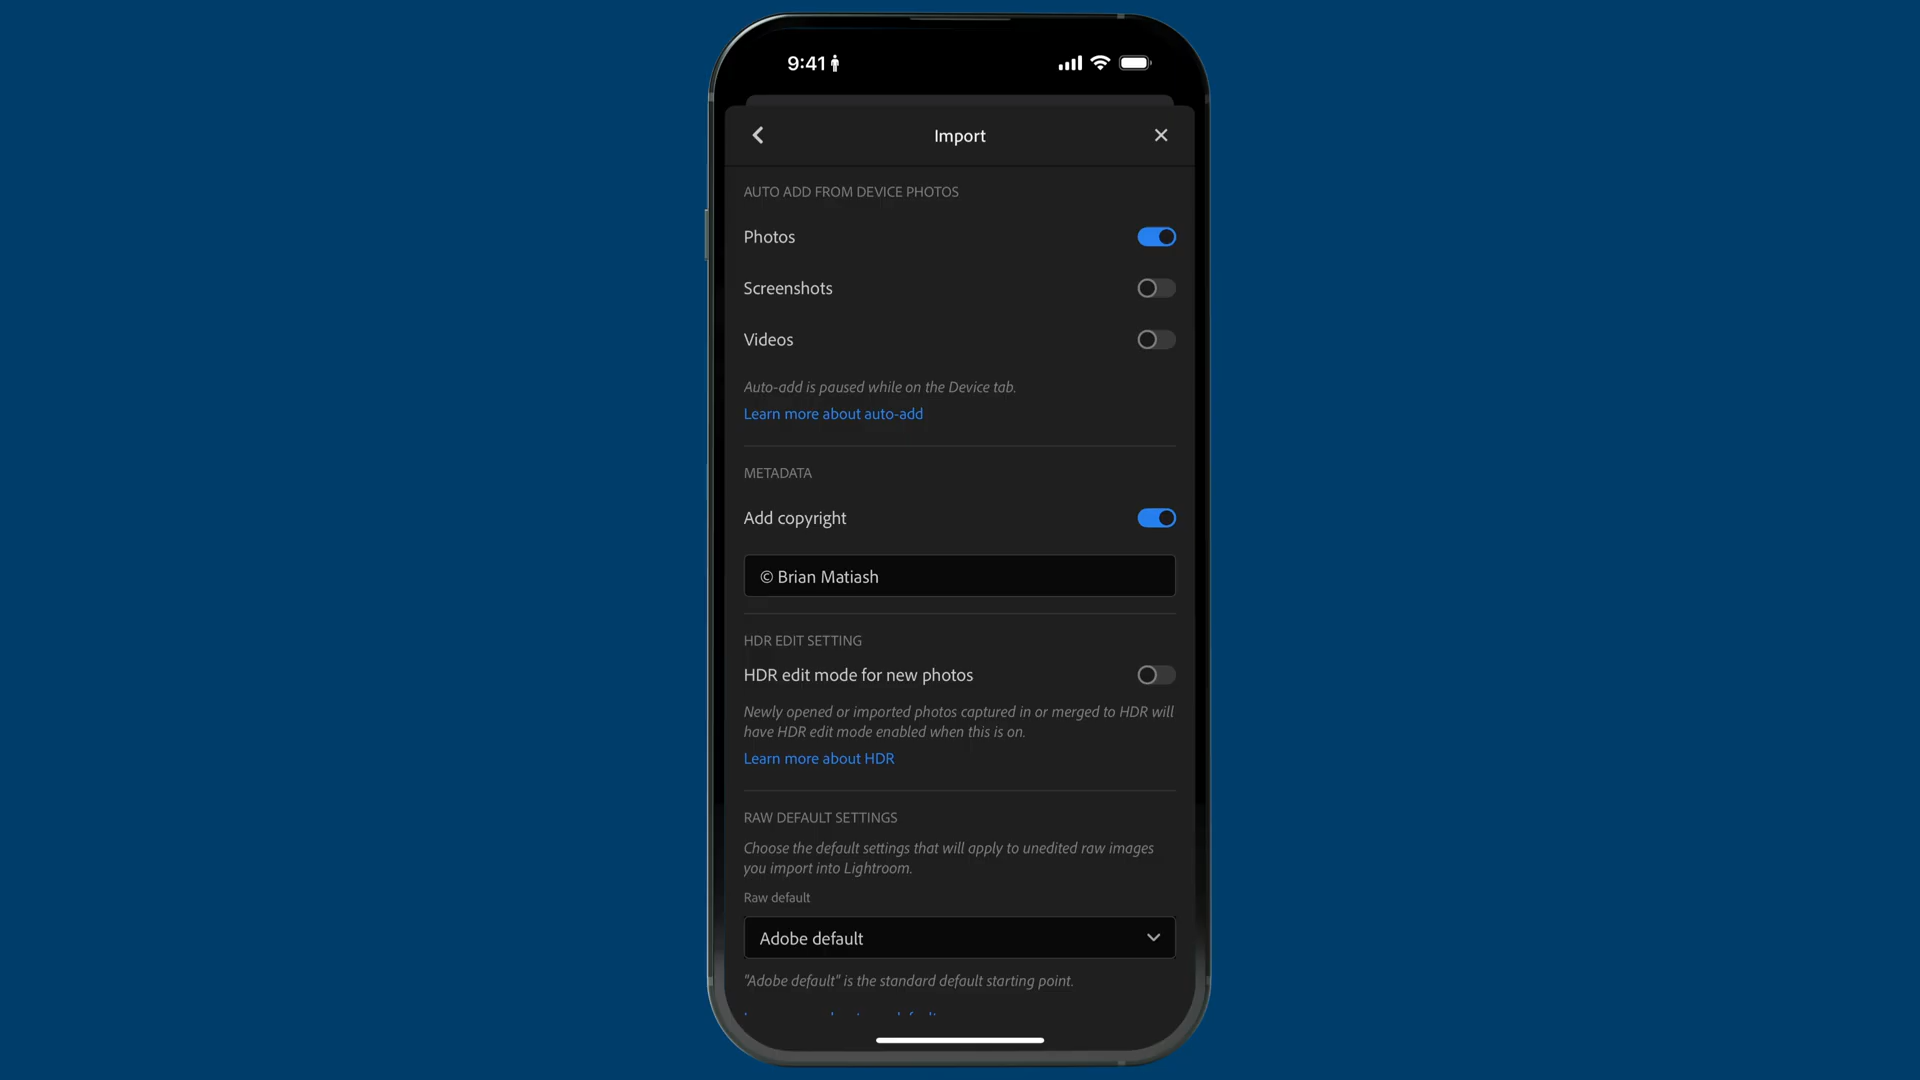 9:41
Import
AUTO ADD FROM DEVICE PHOTOS
Photos
Screenshots
Videos
Auto-add is paused while on the Device tab.
Learn more about auto-add
METADATA
Add copyright
© Brian Matiash
HDR EDIT SETTING
HDR edit mode for new photos
Newly opened or imported photos captured in or merged to HDR will
have HDR edit mode enabled when this is on.
Learn more about HDR
RAW DEFAULT SETTINGS
Choose the default settings that will apply to unedited raw images
you import into Lightroom.
Raw default
Adobe default
"Adobe default" is the standard default starting point.